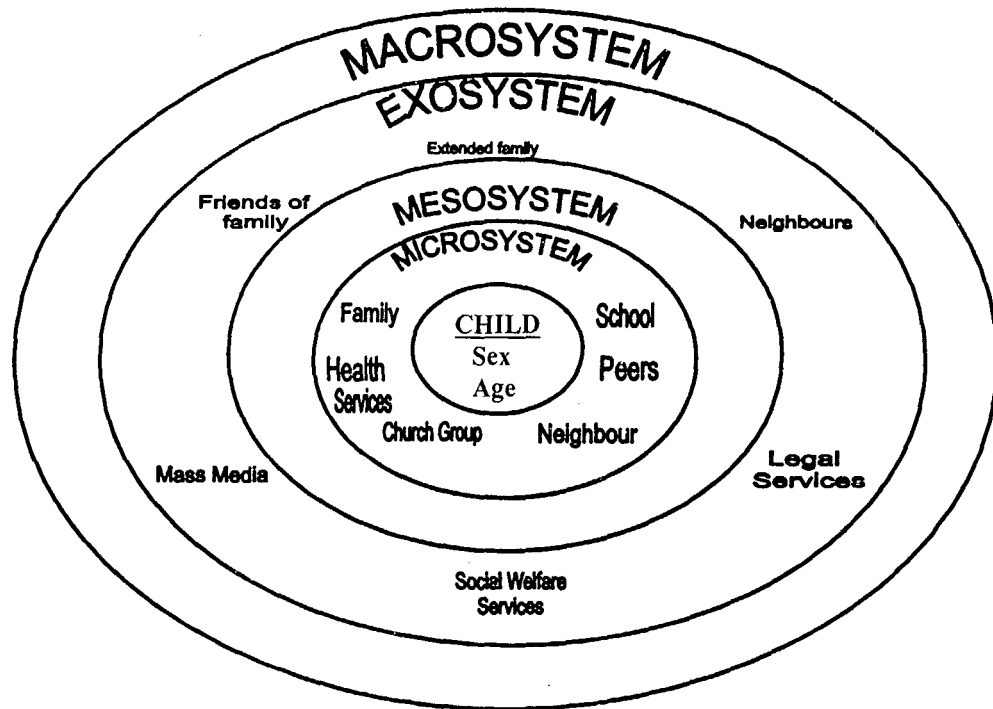 MACROSYSTEM
EXOSYSTEM
Extended family
Friends of
family
Neighbours
MESOSYSTEM
MICROSYSTEM
Family
School
CHILD
Sex
Age
Health
Services
Peers
Church Group
Neighbour
Mass Media
Legal
Services
Social Welfare
Services